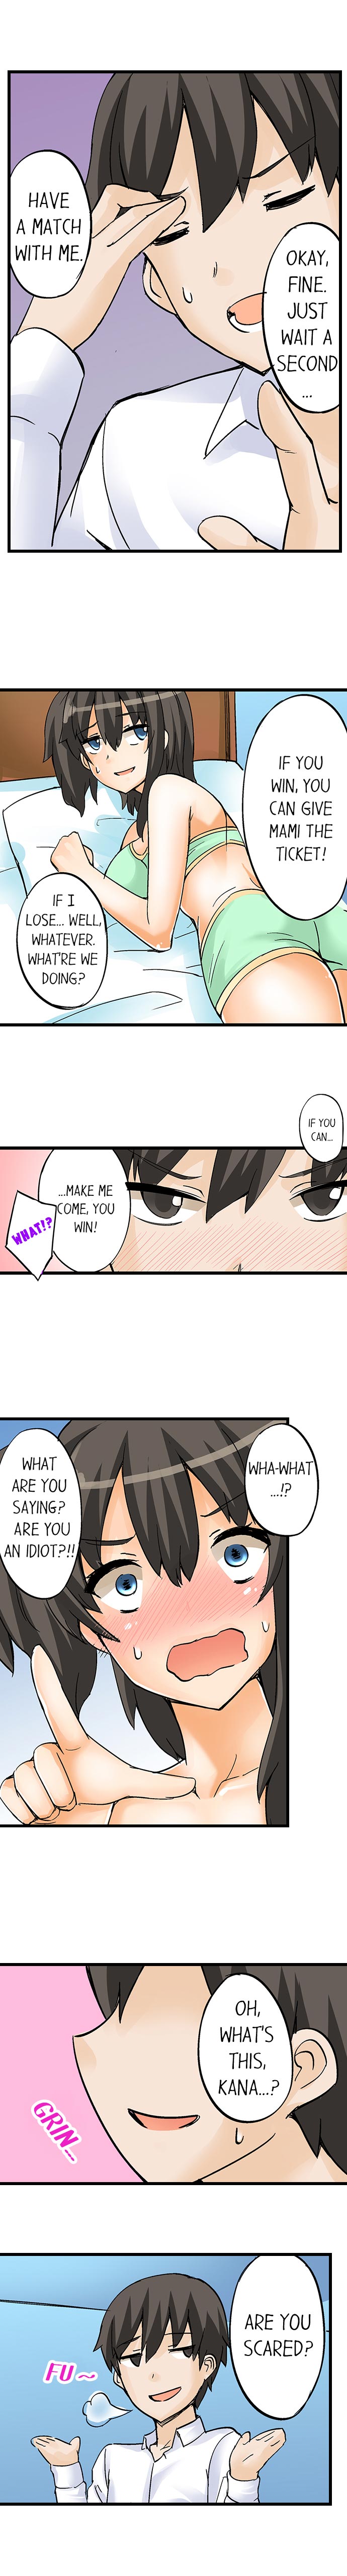 OKAY,
FINE.
JUST
WAIT A
SECOND
...
HAVE
A MATCH
WITH ME.
IF YOU
WIN, YOU
CAN GIVE
MAMI THE
TICKET!
IF I
LOSE... WELL,
WHATEVER.
WHAT'RE WE
DOING?
IF YOU
CAN...
...MAKE ME
COME, YOU
WIN!
WHAT!?
WHA-WHAT
...!?
WHAT
ARE YOU
SAYING?
ARE YOU
AN IDIOT?!!
OH,
WHAT'S
THIS,
KANA...?
GRIN...
ARE YOU
SCARED?
FU~